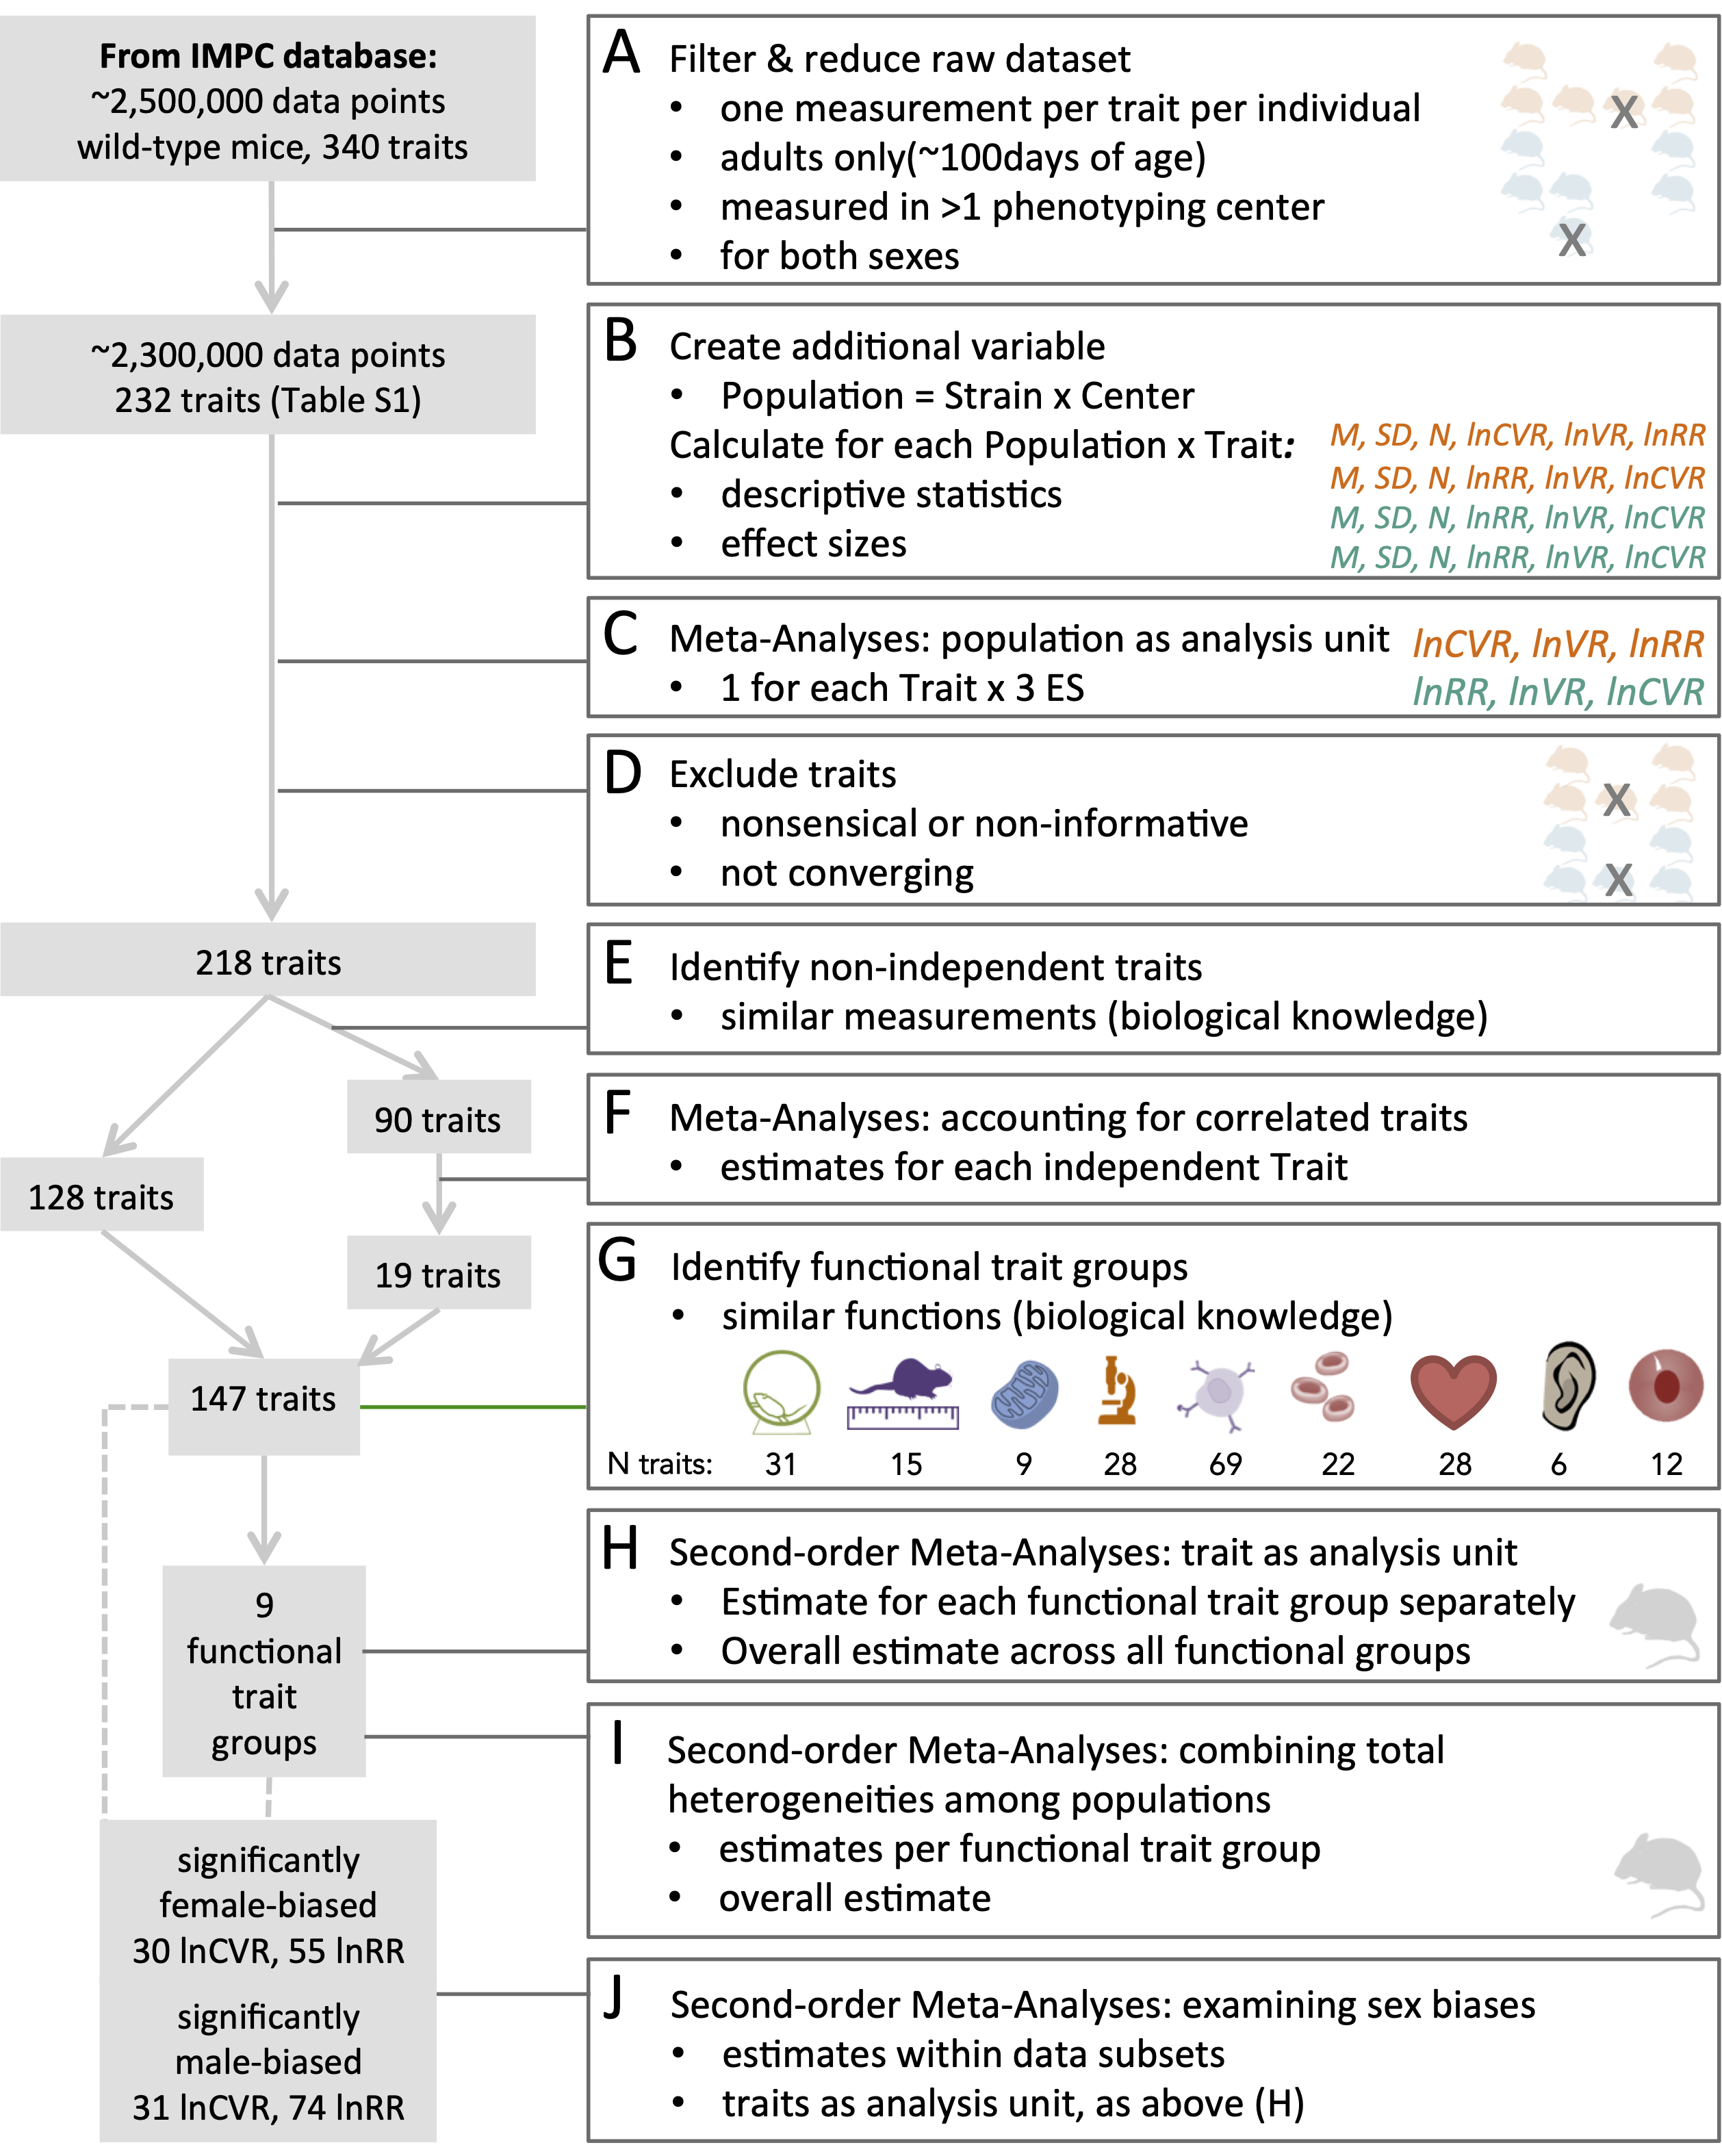 From IMPC database:
~2,500,000 data points
wild-type mice, 340 traits
~2,300,000 data points
232 traits (Table S1)
218 traits
90 traits
128 traits
19 traits
147 traits
9
functional
trait
groups
significantly
female-biased
30 lnCVR, 55 lnRR
significantly
male-biased
31 lnCVR, 74 lnRR
A Filter & reduce raw dataset
• one measurement per trait per individual
• adults only(~100days of age)
• measured in >1 phenotyping center
• for both sexes
X
X
B Create additional variable
• Population = Strain x Center
Calculate for each Population x Trait:
• descriptive statistics
• effect sizes
M, SD, N, lnCVR, lnVR, lnRR
M, SD, N, lnRR, lnVR, lnCVR
M, SD, N, lnRR, lnVR, lnCVR
M, SD, N, lnRR, lnVR, lnCVR
C Meta-Analyses: population as analysis unit
• 1 for each Trait x 3 ES
lnCVR, lnVR, lnRR
lnRR, lnVR, lnCVR
D Exclude traits
• nonsensical or non-informative
• not converging
X
X
E Identify non-independent traits
• similar measurements (biological knowledge)
F Meta-Analyses: accounting for correlated traits
• estimates for each independent Trait
G Identify functional trait groups
• similar functions (biological knowledge)
N traits: 31 15 9 28 69 22 28 6 12
H Second-order Meta-Analyses: trait as analysis unit
• Estimate for each functional trait group separately
• Overall estimate across all functional groups
I Second-order Meta-Analyses: combining total
heterogeneities among populations
• estimates per functional trait group
• overall estimate
J Second-order Meta-Analyses: examining sex biases
• estimates within data subsets
• traits as analysis unit, as above (H)